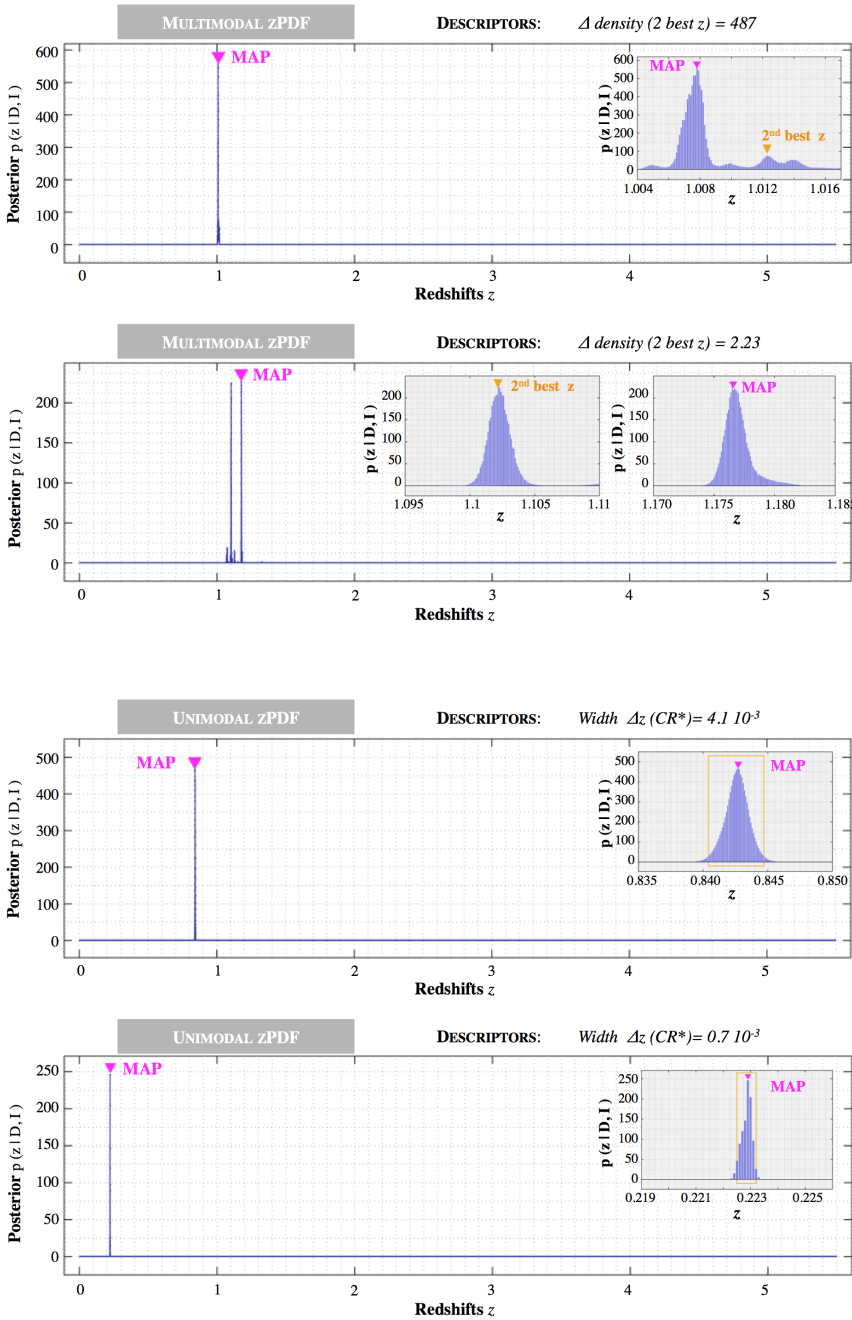 MULTIMODAL ZPDF DESCRIPTORS: Δ density (2 best z) = 487
600
500
400
300
200
100
0
Posterior p (z | D, I )
MAP
600
500
400
300
200
100
0
p (z | D, I )
MAP
2nd best z
1.004 1.008 1.012 1.016
z
0 1 2 3 4 5
Redshifts z
MULTIMODAL ZPDF DESCRIPTORS: Δ density (2 best z) = 2.23
200
150
100
50
0
Posterior p (z | D, I )
MAP
200
150
100
50
0
p (z | D, I )
2nd best z
1.095 1.1 1.105 1.11
z
200
150
100
50
0
p (z | D, I )
MAP
1.170 1.175 1.180 1.185
z
0 1 2 3 4 5
Redshifts z
UNIMODAL ZPDF DESCRIPTORS: Width Δz (CR*)= 4.1 10-3
500
400
300
200
100
0
Posterior p (z | D, I )
MAP
500
400
300
200
100
0
p (z | D, I )
MAP
0.835 0.840 0.845 0.850
z
0 1 2 3 4 5
Redshifts z
UNIMODAL ZPDF DESCRIPTORS: Width Δz (CR*)= 0.7 10-3
250
200
150
100
50
0
Posterior p (z | D, I )
MAP
250
200
150
100
50
0
p (z | D, I )
MAP
0.219 0.221 0.223 0.225
z
0 1 2 3 4 5
Redshifts z